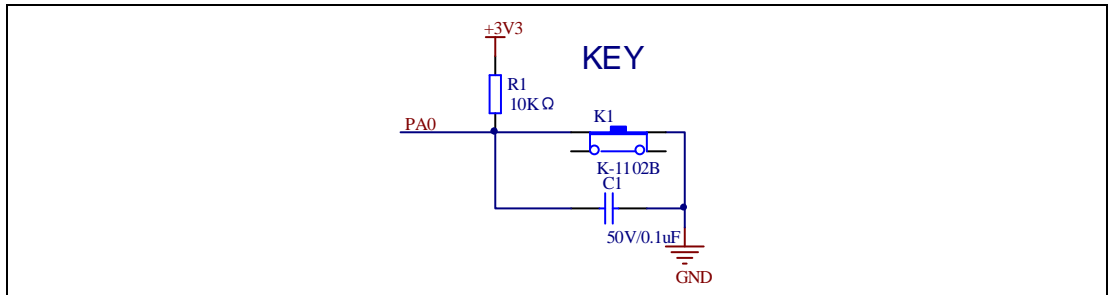 +3V3
KEY
R1
10KΩ
PA0
K1
K-1102B
C1
50V/0.1uF
GND